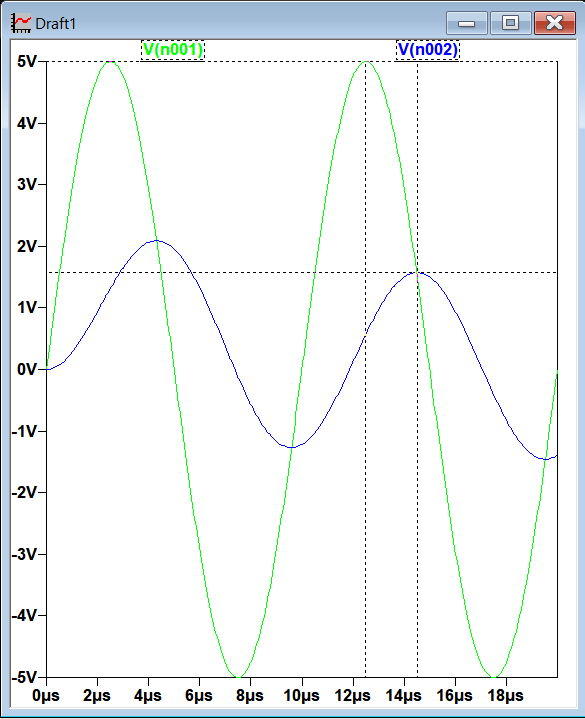 Draft1
V(n001) V(n002)
5V
4V
3V
2V
1V
0V
-1V
-2V
-3V
-4V
-5V
0µs 2µs 4µs 6µs 8µs 10µs 12µs 14µs 16µs 18µs